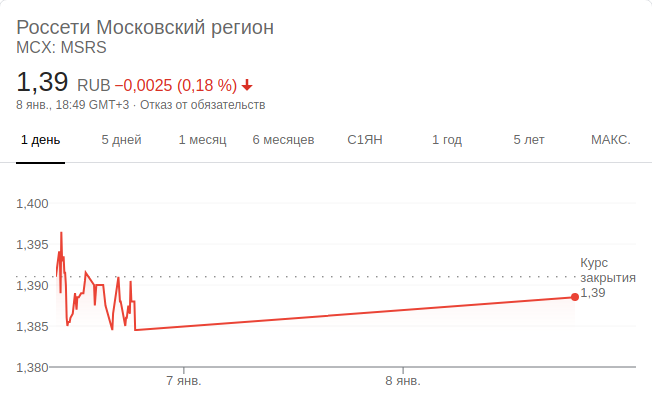 Россети Московский регион
MCX: MSRS
1,39 RUB −0,0025 (0,18 %)
8 янв., 18:49 GMT+3 · Отказ от обязательств
1 день 5 дней 1 месяц 6 месяцев С1ЯН 1 год 5 лет МАКС.
1,400
1,395
1,390
1,385
1,380
Курс
закрытия
1,39
7 янв. 8 янв.